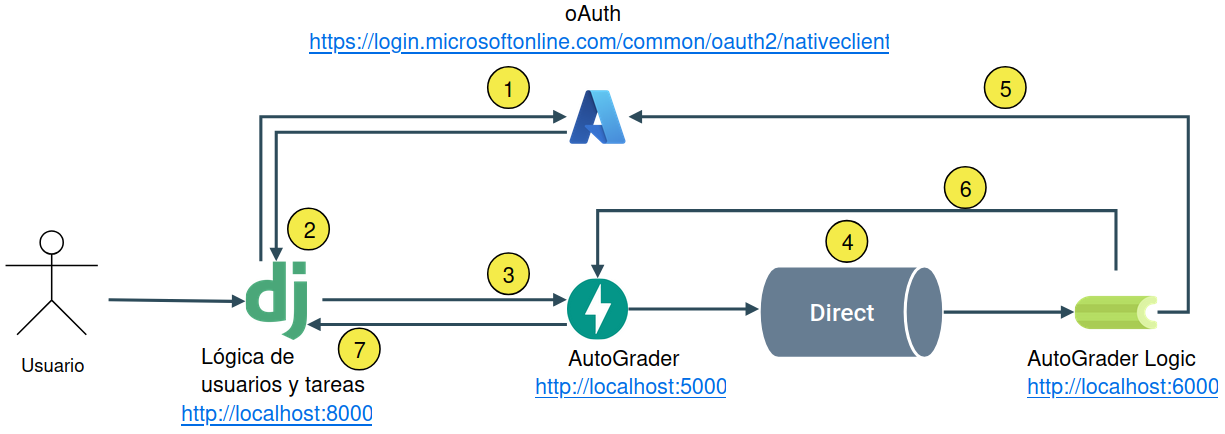 oAuth
https://login.microsoftonline.com/common/oauth2/nativeclient
1
5
6
2
4
3
dj
Direct
7
Usuario
Lógica de
usuarios y tareas
http://localhost:8000
AutoGrader
http://localhost:5000
AutoGrader Logic
http://localhost:6000